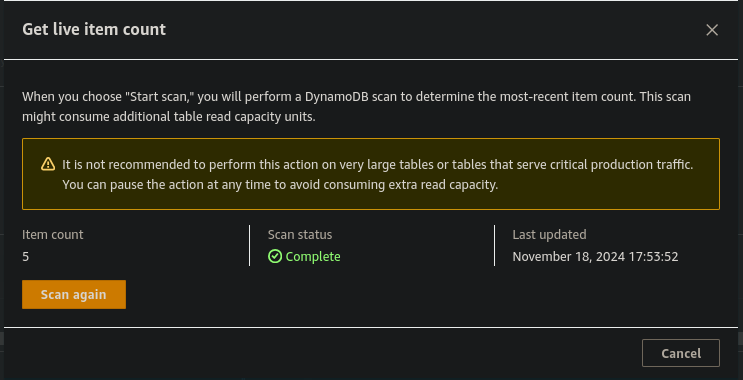 Get live item count
When you choose "Start scan," you will perform a DynamoDB scan to determine the most-recent item count. This scan
might consume additional table read capacity units.
It is not recommended to perform this action on very large tables or tables that serve critical production traffic.
You can pause the action at any time to avoid consuming extra read capacity.
Item count
5
Scan status
Complete
Last updated
November 18, 2024 17:53:52
Scan again
Cancel